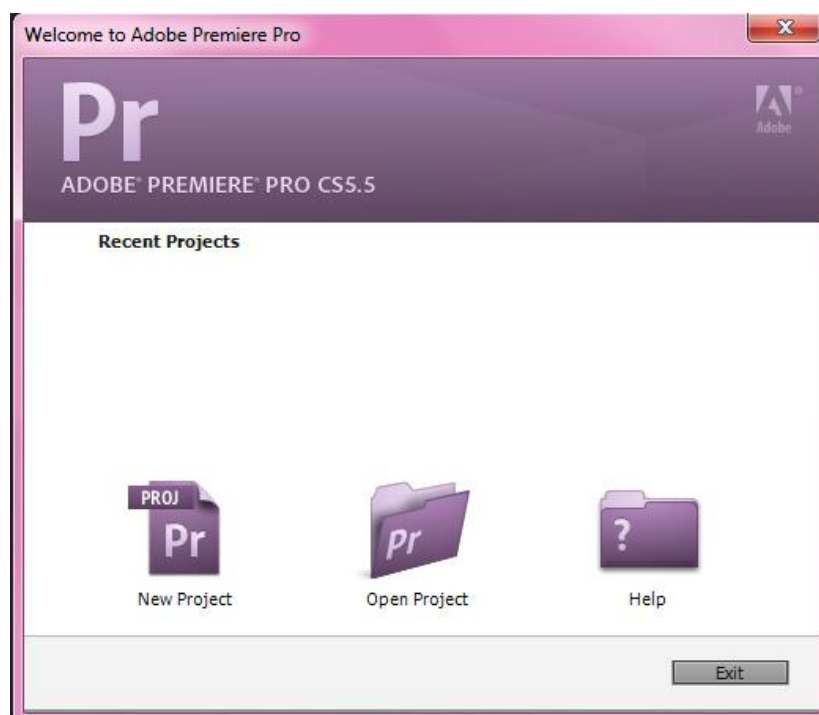 Welcome to Adobe Premiere Pro
x
Pr
Adobe®
ADOBE® PREMIERE® PRO CS5.5
Recent Projects
PROJ
Pr
Pr
?
New Project
Open Project
Help
Exit